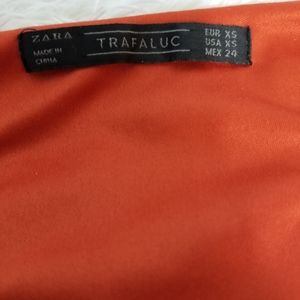 ZARA
MADE IN
CHINA
TRAFALUC
EUR XS
USA XS
MEX 24